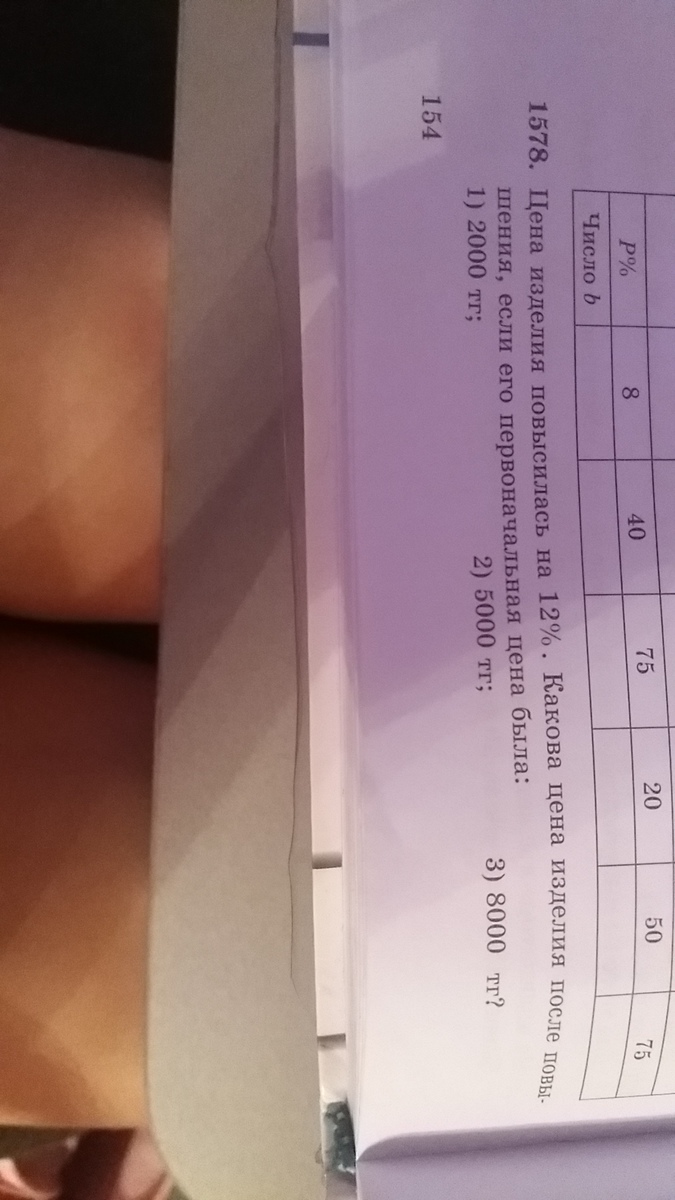 P% 8 40 75 20 50 75
Число b
1578. Цена изделия повысилась на 12%. Какова цена изделия после повы-
шения, если его первоначальная цена была:
1) 2000 тг; 2) 5000 тг; 3) 8000 тг?
154